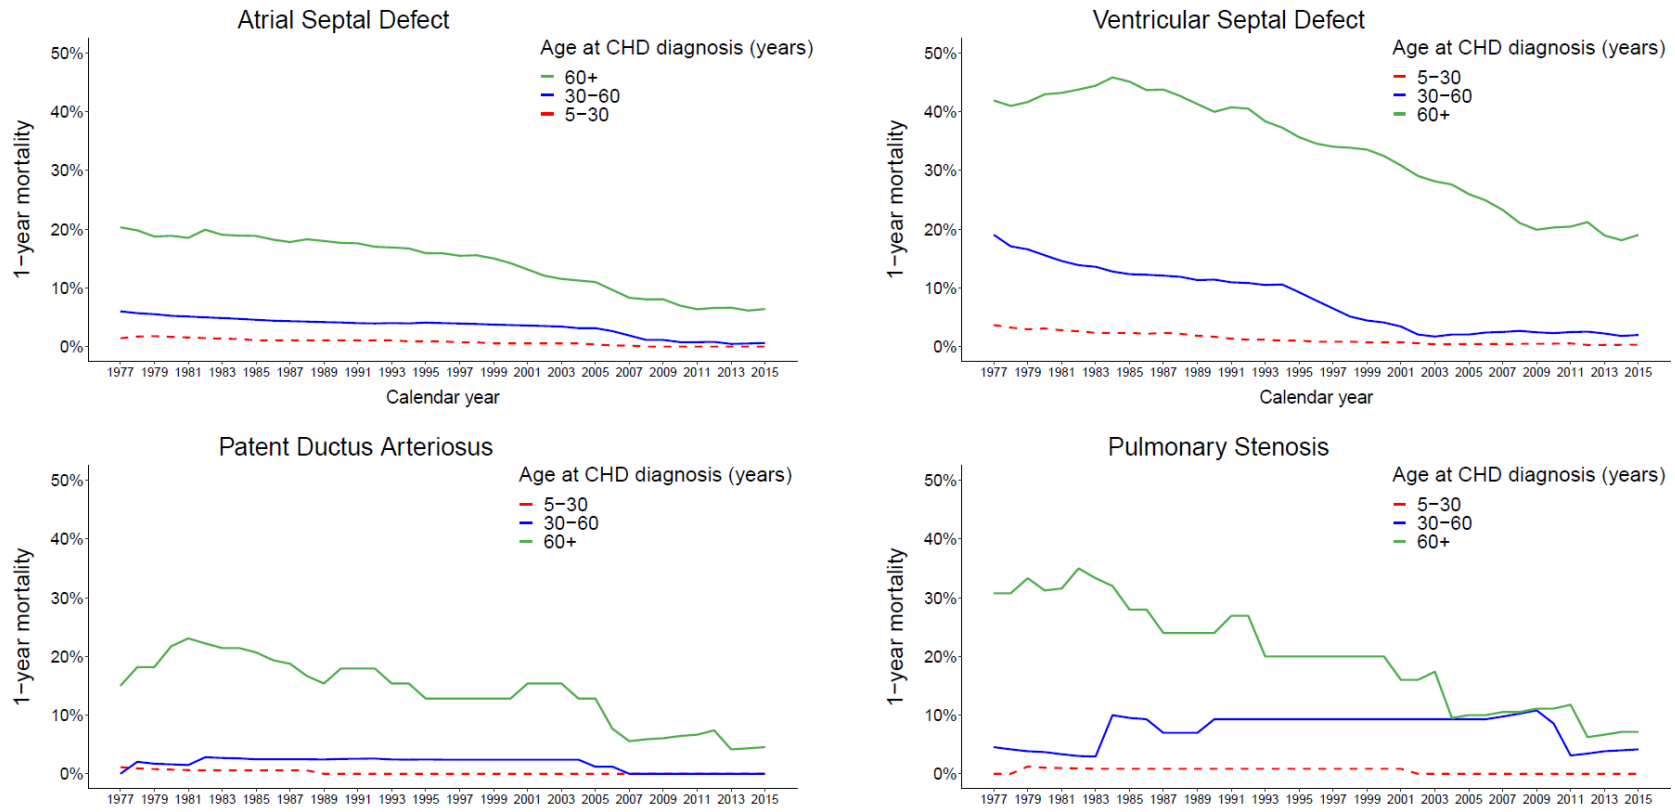 Atrial Septal Defect
Age at CHD diagnosis (years)
60+
30−60
5−30
1−year mortality
50%
40%
30%
20%
10%
0%
1977 1979 1981 1983 1985 1987 1989 1991 1993 1995 1997 1999 2001 2003 2005 2007 2009 2011 2013 2015
Calendar year
Ventricular Septal Defect
Age at CHD diagnosis (years)
5−30
30−60
60+
1−year mortality
50%
40%
30%
20%
10%
0%
1977 1979 1981 1983 1985 1987 1989 1991 1993 1995 1997 1999 2001 2003 2005 2007 2009 2011 2013 2015
Calendar year
Patent Ductus Arteriosus
Age at CHD diagnosis (years)
5−30
30−60
60+
1−year mortality
50%
40%
30%
20%
10%
0%
1977 1979 1981 1983 1985 1987 1989 1991 1993 1995 1997 1999 2001 2003 2005 2007 2009 2011 2013 2015
Pulmonary Stenosis
Age at CHD diagnosis (years)
5−30
30−60
60+
1−year mortality
50%
40%
30%
20%
10%
0%
1977 1979 1981 1983 1985 1987 1989 1991 1993 1995 1997 1999 2001 2003 2005 2007 2009 2011 2013 2015